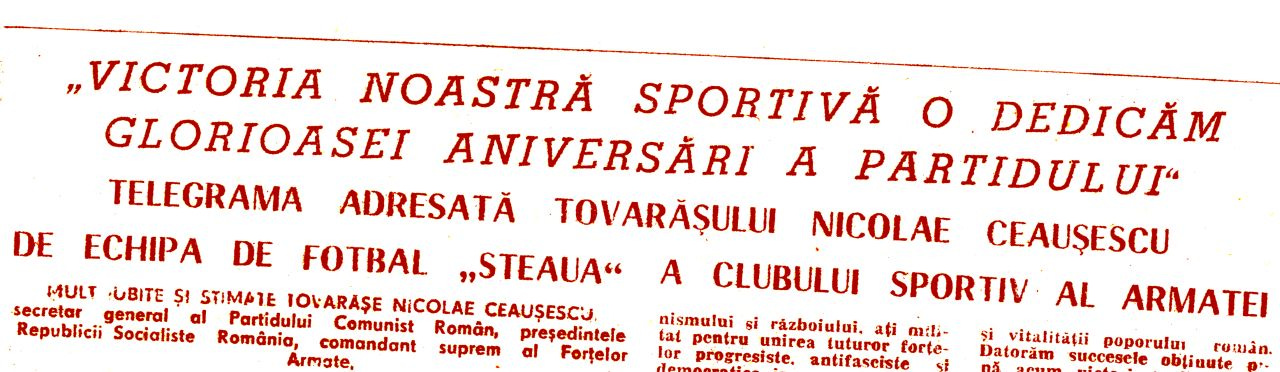 „VICTORIA NOASTRĂ SPORTIVĂ O DEDICĂM
GLORIOASEI ANIVERSĂRI A PARTIDULUI“
TELEGRAMA ADRESATĂ TOVARĂȘULUI NICOLAE CEAUȘESCU
DE ECHIPA DE FOTBAL „STEAUA“ A CLUBULUI SPORTIV AL ARMATEI
MULT IUBITE ȘI STIMATE TOVARĂȘE NICOLAE CEAUȘESCU,
secretar general al Partidului Comunist Român, președintele
Republicii Socialiste România, comandant suprem al Forțelor
Armate,
nismului și războiului, ați mili-
tat pentru unirea tuturor forțe-
lor progresiste, antifasciste și
și vitalității poporului român.
Datorăm succesele obținute